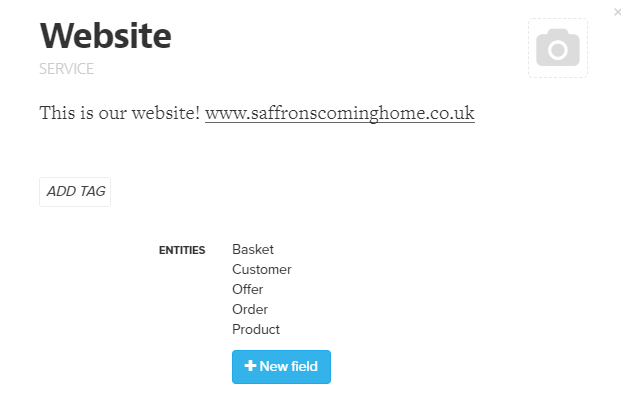 Website
SERVICE
This is our website! www.saffronscominghome.co.uk
ADD TAG
ENTITIES Basket
Customer
Offer
Order
Product
+ New field